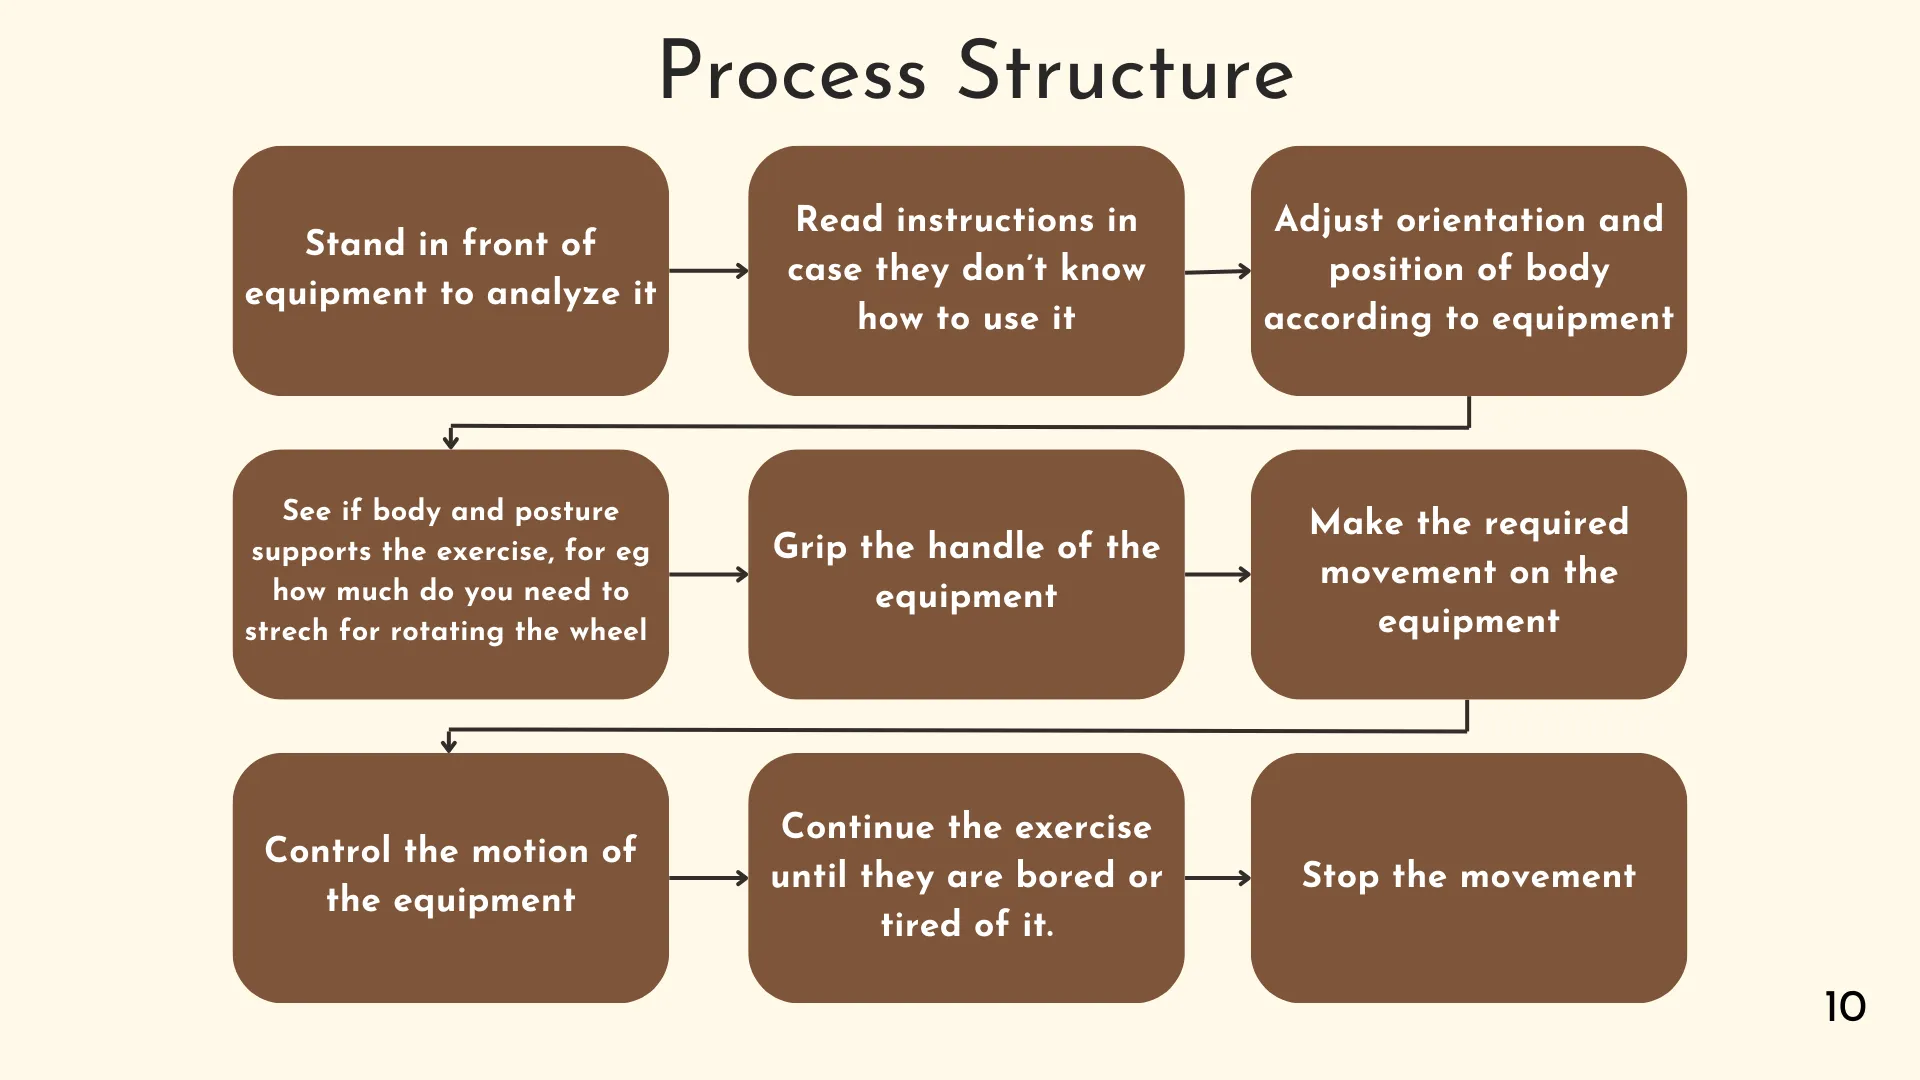 Process Structure
Stand in front of
equipment to analyze it
Read instructions in
case they don't know
how to use it
Adjust orientation and
position of body
according to equipment
See if body and posture
supports the exercise, for eg
how much do you need to
strech for rotating the wheel
Grip the handle of the
equipment
Make the required
movement on the
equipment
Control the motion of
the equipment
Continue the exercise
until they are bored or
tired of it.
Stop the movement
10